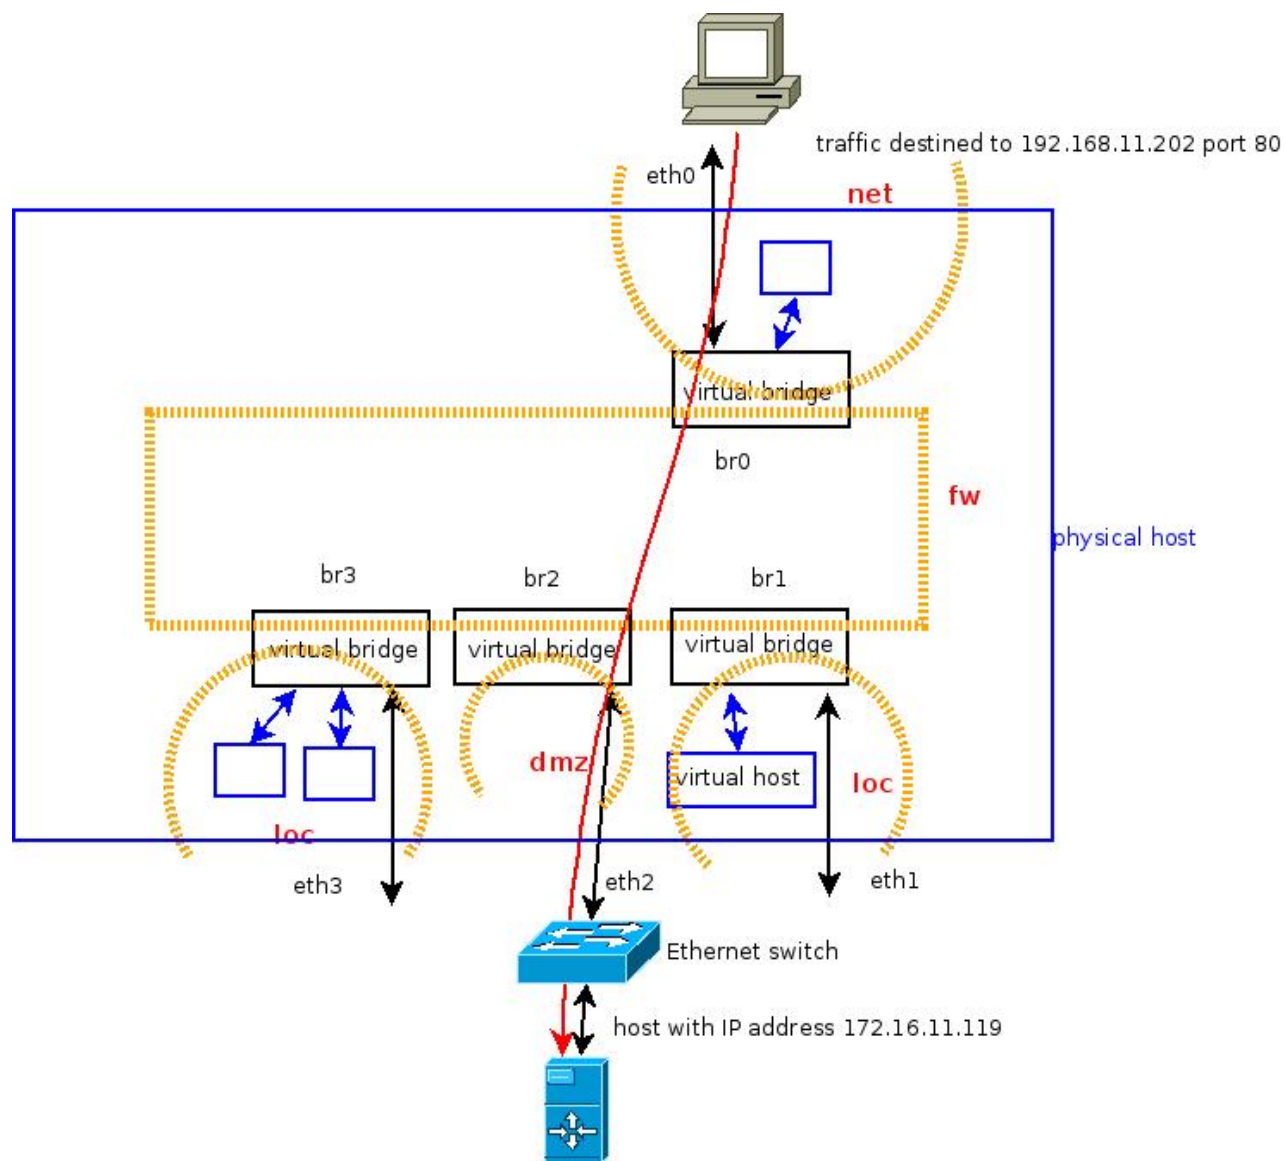 traffic destined to 192.168.11.202 port 80
eth0
net
virtual bridge
br0
fw
physical host
br3
br2
br1
virtual bridge
virtual bridge
virtual bridge
dmz
virtual host
loc
loc
eth3
eth2
eth1
Ethernet switch
host with IP address 172.16.11.119